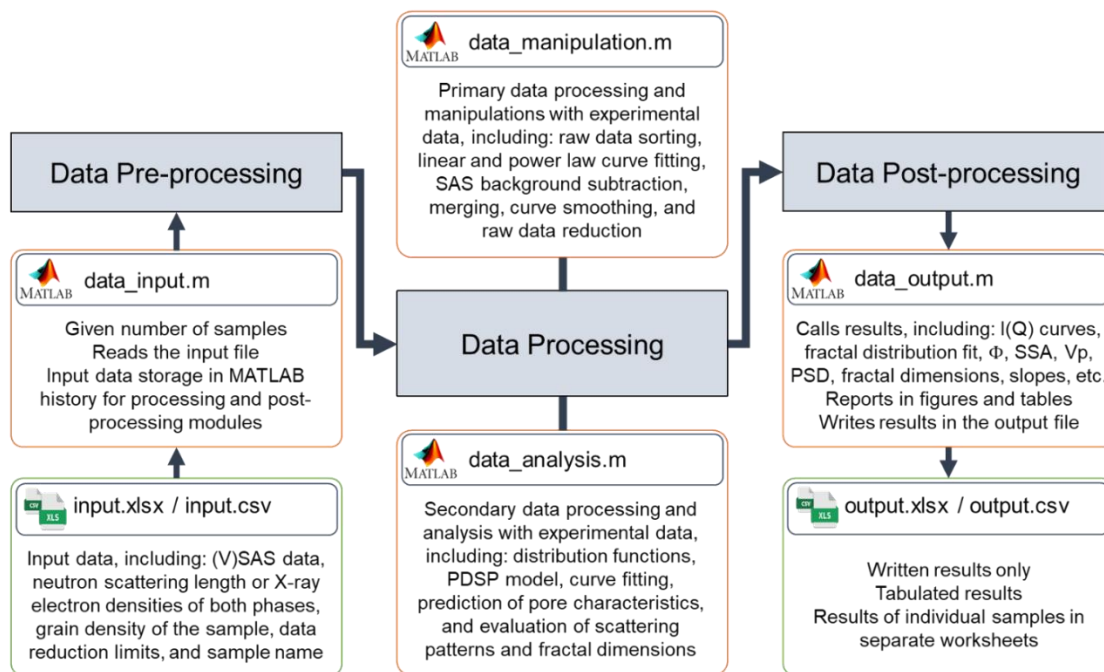 MATLAB data_manipulation.m
Primary data processing and
manipulations with experimental
data, including: raw data sorting,
linear and power law curve fitting,
SAS background subtraction,
merging, curve smoothing, and
raw data reduction
Data Pre-processing
MATLAB data_input.m
Given number of samples
Reads the input file
Input data storage in MATLAB
history for processing and post-
processing modules
CSV XLS input.xlsx / input.csv
Input data, including: (V)SAS data,
neutron scattering length or X-ray
electron densities of both phases,
grain density of the sample, data
reduction limits, and sample name
Data Processing
MATLAB data_analysis.m
Secondary data processing and
analysis with experimental data,
including: distribution functions,
PDSP model, curve fitting,
prediction of pore characteristics,
and evaluation of scattering
patterns and fractal dimensions
Data Post-processing
MATLAB data_output.m
Calls results, including: I(Q) curves,
fractal distribution fit, Φ, SSA, Vp,
PSD, fractal dimensions, slopes, etc.
Reports in figures and tables
Writes results in the output file
CSV XLS output.xlsx / output.csv
Written results only
Tabulated results
Results of individual samples in
separate worksheets